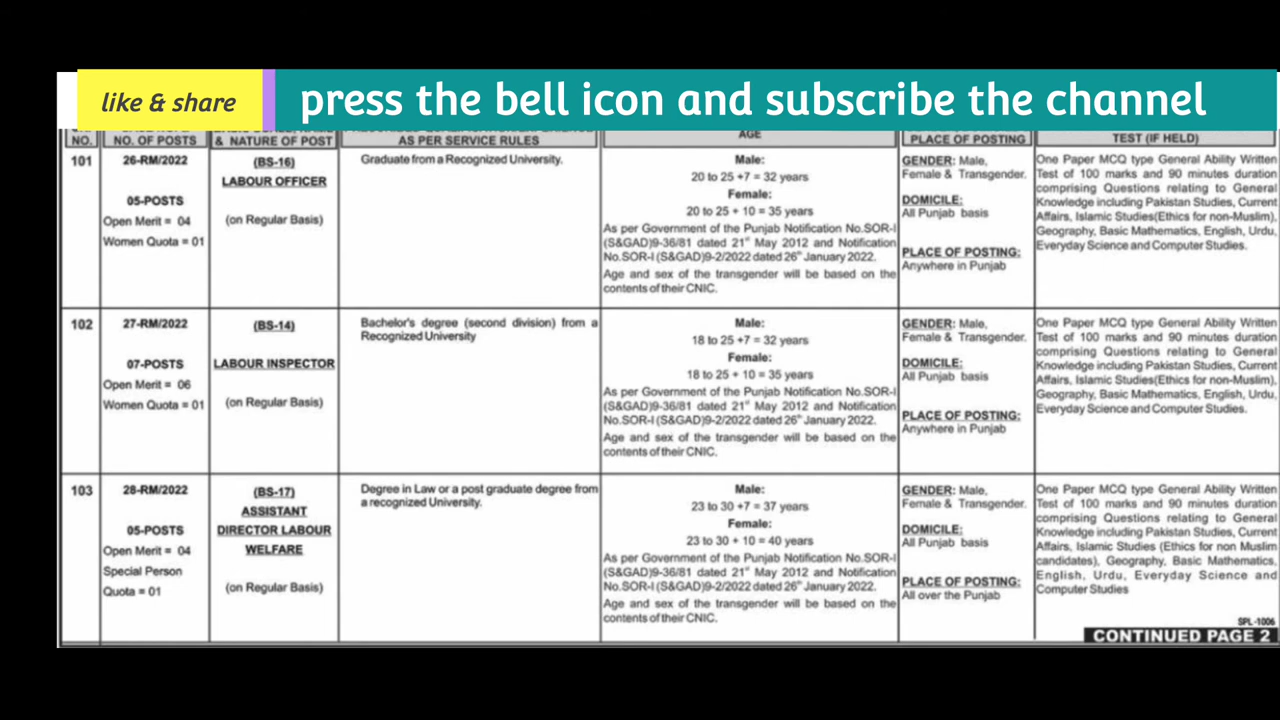 like & share
press the bell icon and subscribe the channel
NO.
NO. OF POSTS
& NATURE OF POST
AS PER SERVICE RULES
AGE
PLACE OF POSTING
TEST (IF HELD)
101
26-RM/2022
05-POSTS
Open Merit = 04
Women Quota = 01
(BS-16)
LABOUR OFFICER
(on Regular Basis)
Graduate from a Recognized University.
Male:
20 to 25 +7 = 32 years
Female:
20 to 25 + 10 = 35 years
As per Government of the Punjab Notification No.SOR-I
(S&GAD)9-36/81 dated 21st May 2012 and Notification
No.SOR-I (S&GAD)9-2/2022 dated 26th January 2022.
Age and sex of the transgender will be based on the
contents of their CNIC.
GENDER: Male,
Female & Transgender.
DOMICILE:
All Punjab basis
PLACE OF POSTING:
Anywhere in Punjab
One Paper MCQ type General Ability Written
Test of 100 marks and 90 minutes duration
comprising Questions relating to General
Knowledge including Pakistan Studies, Current
Affairs, Islamic Studies(Ethics for non-Muslim),
Geography, Basic Mathematics, English, Urdu,
Everyday Science and Computer Studies.
102
27-RM/2022
07-POSTS
Open Merit = 06
Women Quota = 01
(BS-14)
LABOUR INSPECTOR
(on Regular Basis)
Bachelor's degree (second division) from a
Recognized University
Male:
18 to 25 +7 = 32 years
Female:
18 to 25 + 10 = 35 years
As per Government of the Punjab Notification No.SOR-I
(S&GAD)9-36/81 dated 21st May 2012 and Notification
No.SOR-I (S&GAD)9-2/2022 dated 26th January 2022.
Age and sex of the transgender will be based on the
contents of their CNIC.
GENDER: Male,
Female & Transgender.
DOMICILE:
All Punjab basis
PLACE OF POSTING:
Anywhere in Punjab
One Paper MCQ type General Ability Written
Test of 100 marks and 90 minutes duration
comprising Questions relating to General
Knowledge including Pakistan Studies, Current
Affairs, Islamic Studies(Ethics for non-Muslim),
Geography, Basic Mathematics, English, Urdu,
Everyday Science and Computer Studies.
103
28-RM/2022
05-POSTS
Open Merit = 04
Special Person
Quota = 01
(BS-17)
ASSISTANT
DIRECTOR LABOUR
WELFARE
(on Regular Basis)
Degree in Law or a post graduate degree from
a recognized University.
Male:
23 to 30 +7 = 37 years
Female:
23 to 30 + 10 = 40 years
As per Government of the Punjab Notification No.SOR-I
(S&GAD)9-36/81 dated 21st May 2012 and Notification
No.SOR-I (S&GAD)9-2/2022 dated 26th January 2022.
Age and sex of the transgender will be based on the
contents of their CNIC.
GENDER: Male,
Female & Transgender.
DOMICILE:
All Punjab basis
PLACE OF POSTING:
All over the Punjab
One Paper MCQ type General Ability Written
Test of 100 marks and 90 minutes duration
comprising Questions relating to General
Knowledge including Pakistan Studies, Current
Affairs, Islamic Studies (Ethics for non Muslim
candidates), Geography, Basic Mathematics,
English, Urdu, Everyday Science and
Computer Studies
SPL-1006
CONTINUED PAGE 2